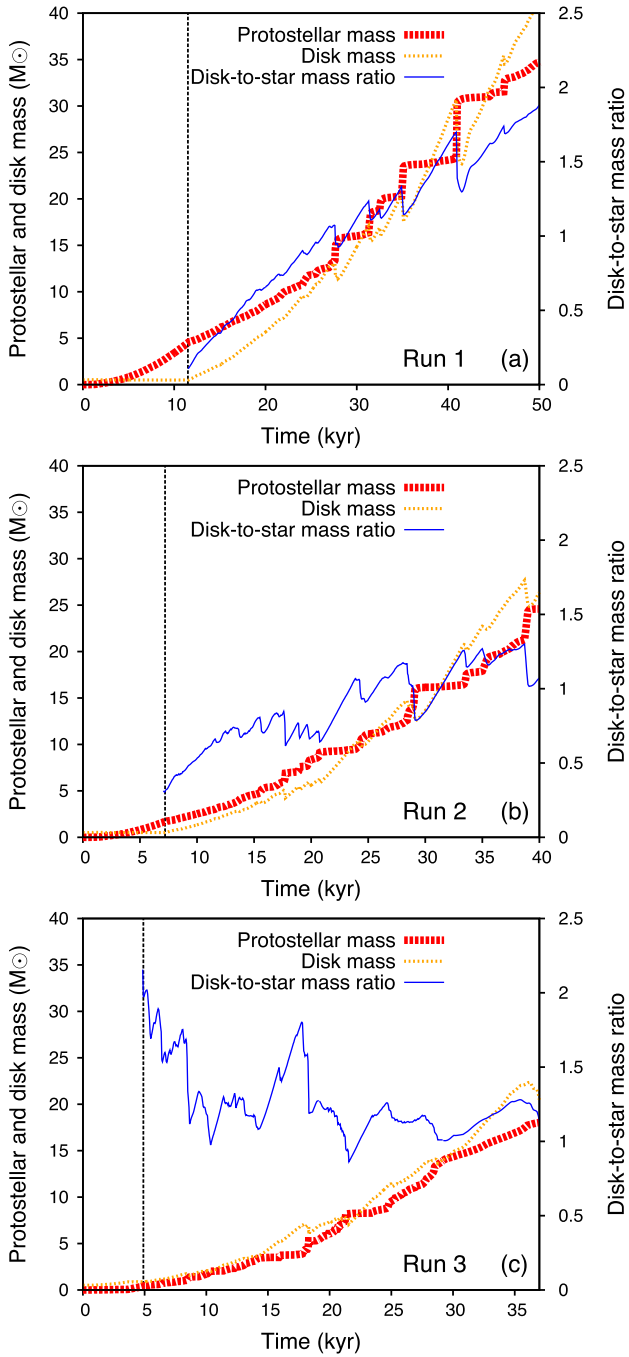 Protostellar and disk mass (M⊙)
40
35
30
25
20
15
10
5
0
Protostellar mass
Disk mass
Disk-to-star mass ratio
Run 1 (a)
2.5
2
1.5
1
0.5
0
Disk-to-star mass ratio
0 10 20 30 40 50
Time (kyr)
Protostellar and disk mass (M⊙)
40
35
30
25
20
15
10
5
0
Protostellar mass
Disk mass
Disk-to-star mass ratio
Run 2 (b)
2.5
2
1.5
1
0.5
0
Disk-to-star mass ratio
0 5 10 15 20 25 30 35 40
Time (kyr)
Protostellar and disk mass (M⊙)
40
35
30
25
20
15
10
5
0
Protostellar mass
Disk mass
Disk-to-star mass ratio
Run 3 (c)
2.5
2
1.5
1
0.5
0
Disk-to-star mass ratio
0 5 10 15 20 25 30 35
Time (kyr)